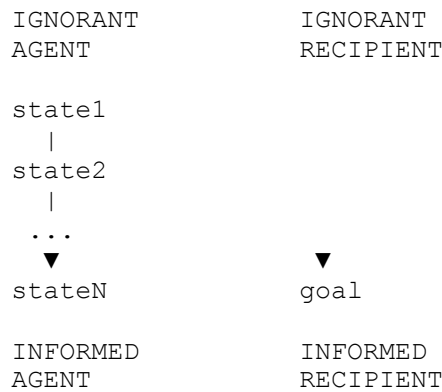 IGNORANT IGNORANT
AGENT RECIPIENT
state1
|
state2
|
...
▼ ▼
stateN goal
INFORMED INFORMED
AGENT RECIPIENT